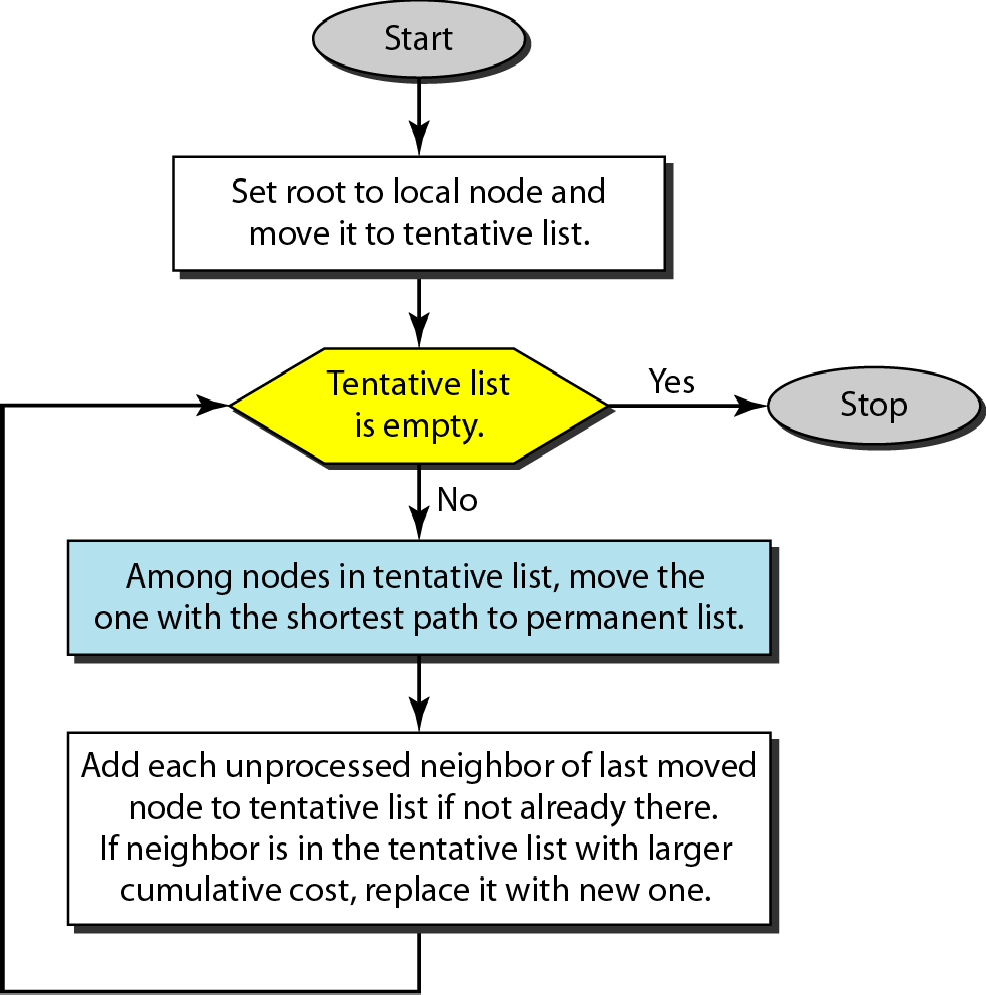 Start
Set root to local node and
move it to tentative list.
Tentative list
is empty.
Yes
Stop
No
Among nodes in tentative list, move the
one with the shortest path to permanent list.
Add each unprocessed neighbor of last moved
node to tentative list if not already there.
If neighbor is in the tentative list with larger
cumulative cost, replace it with new one.